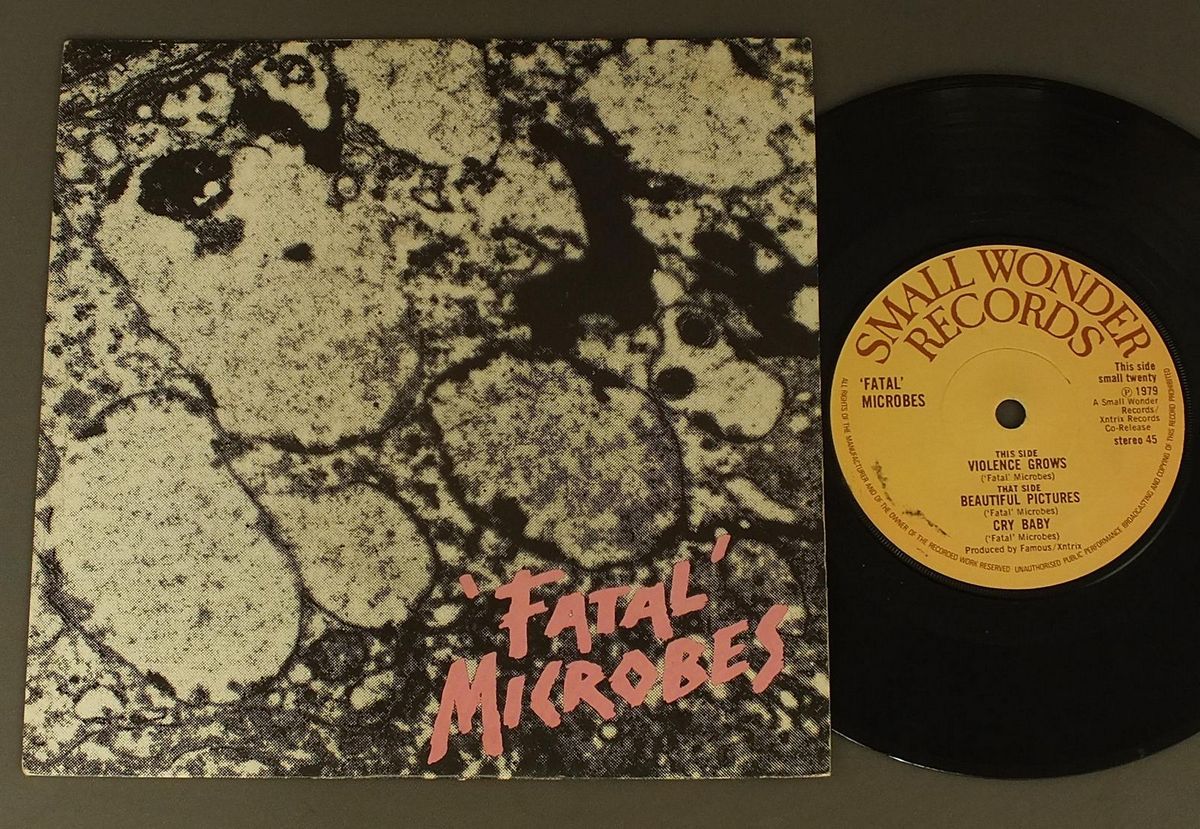 'FATAL'
MICROBES
SMALL WONDER
RECORDS
'FATAL'
MICROBES
This side
small twenty
Ⓟ 1979
A Small Wonder
Records/
Xntrix Records
Co-Release
stereo 45
THIS SIDE
VIOLENCE GROWS
('Fatal' Microbes)
THAT SIDE
BEAUTIFUL PICTURES
('Fatal' Microbes)
CRY BABY
('Fatal' Microbes)
Produced by Famous/Xntrix
ALL RIGHTS OF THE MANUFACTURER AND OF THE OWNER OF THE RECORDED WORK RESERVED UNAUTHORISED PUBLIC PERFORMANCE BROADCASTING AND COPYING OF THIS RECORD PROHIBITED